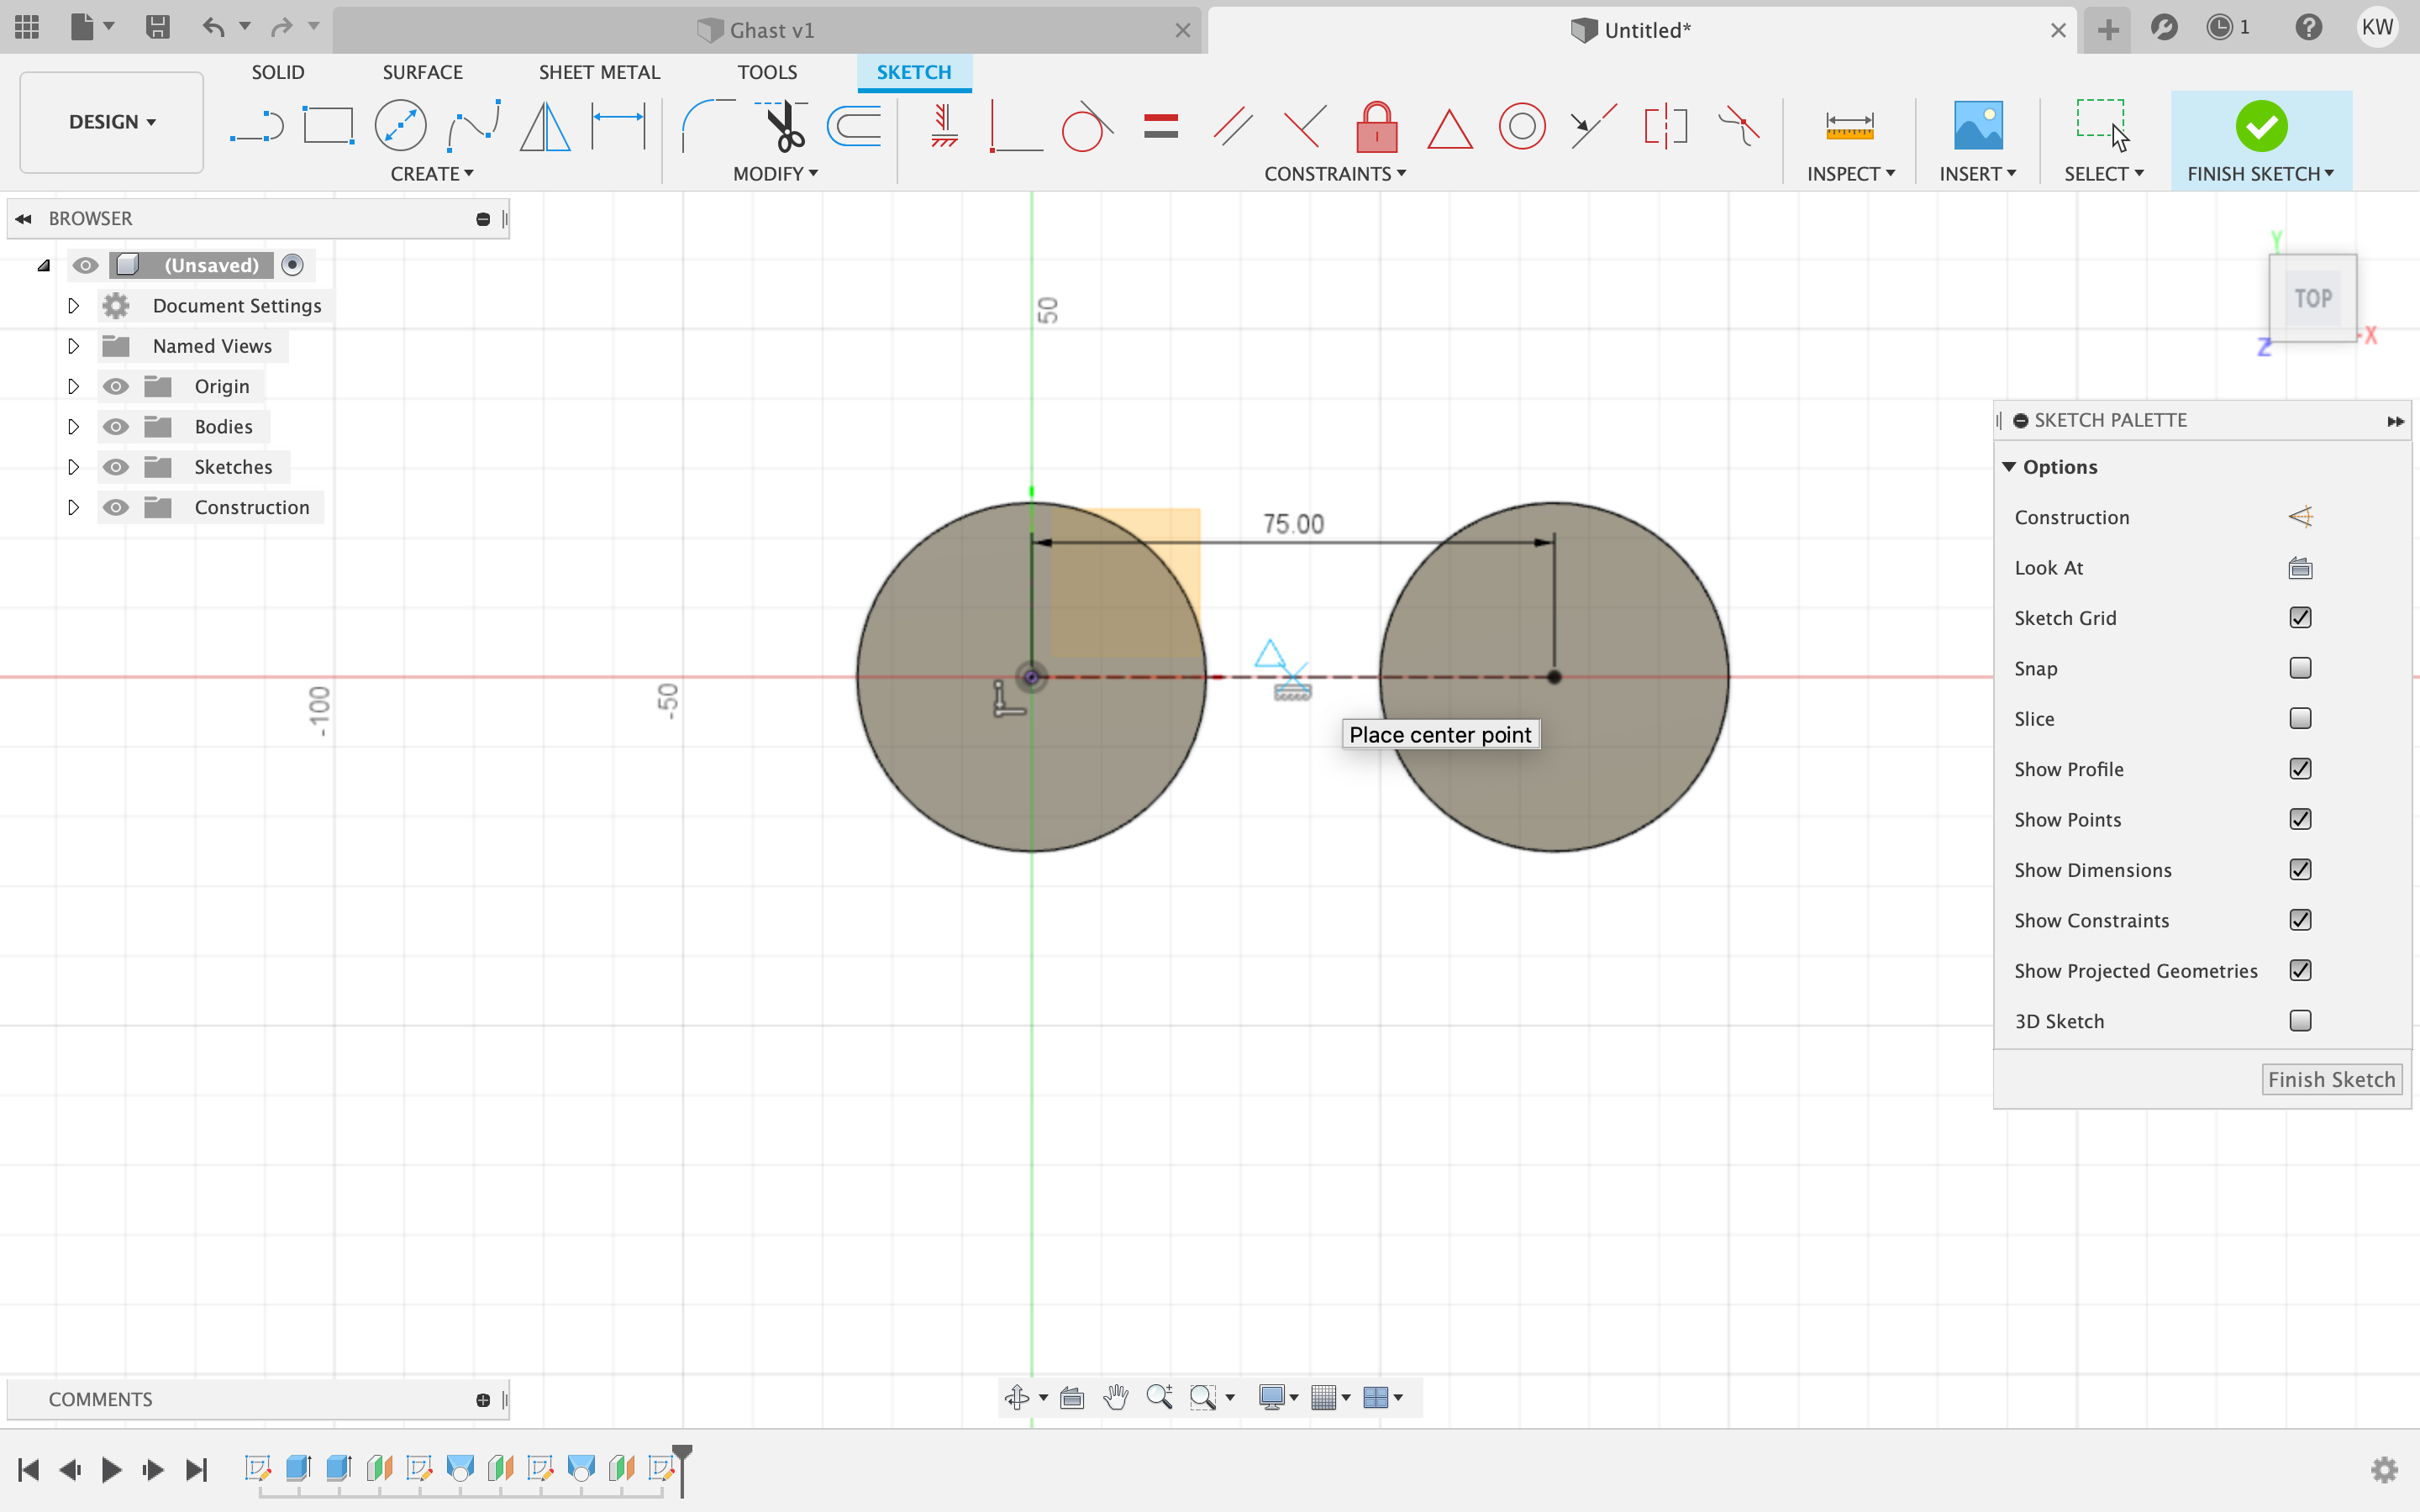 Ghast v1
Untitled*
1
KW
DESIGN
SOLID
SURFACE
SHEET METAL
TOOLS
SKETCH
CREATE
MODIFY
CONSTRAINTS
INSPECT
INSERT
SELECT
FINISH SKETCH
BROWSER
(Unsaved)
Document Settings
Named Views
Origin
Bodies
Sketches
Construction
50
-100
-50
75.00
Place center point
Y
TOP
-X
Z
SKETCH PALETTE
Options
Construction
Look At
Sketch Grid
Snap
Slice
Show Profile
Show Points
Show Dimensions
Show Constraints
Show Projected Geometries
3D Sketch
Finish Sketch
COMMENTS